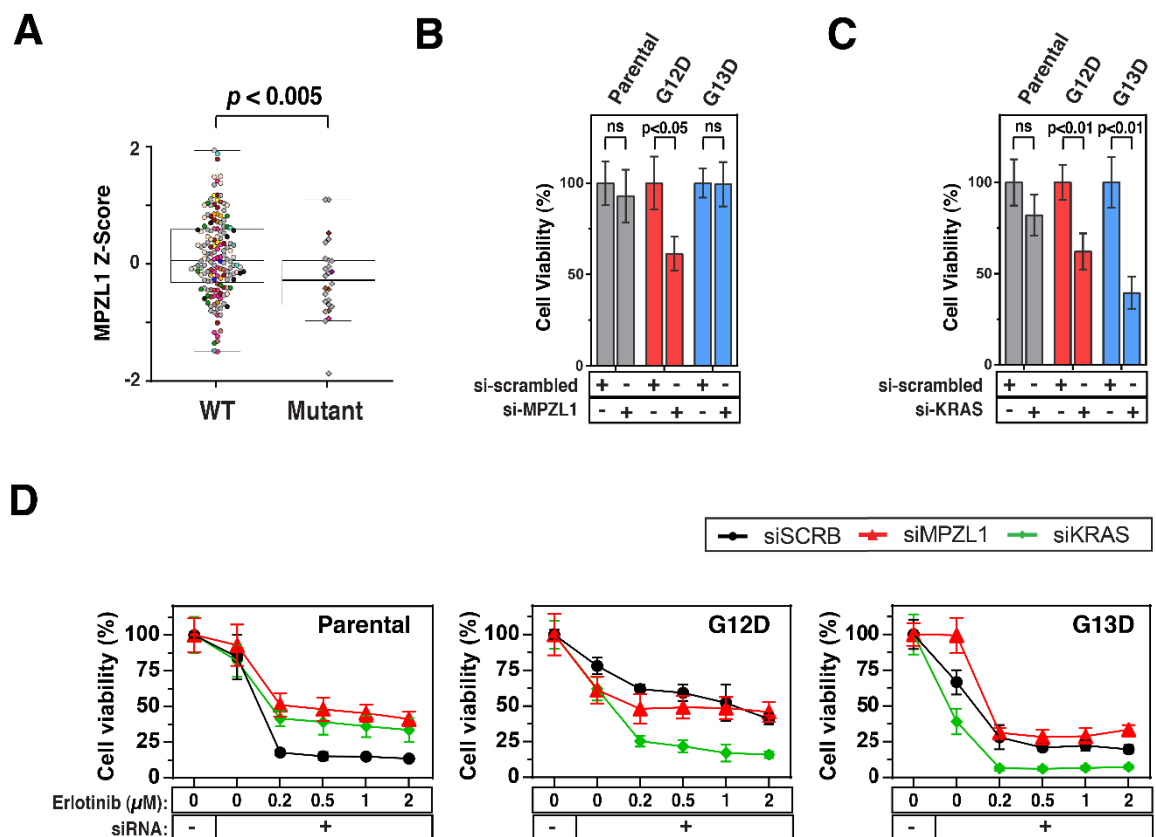 A
p < 0.005
MPZL1 Z-Score
2
0
-2
WT Mutant
B
Parental G12D G13D
ns p<0.05 ns
Cell Viability (%)
100
50
0
si-scrambled + - + - + -
si-MPZL1 - + - + - +
C
Parental G12D G13D
ns p<0.01 p<0.01
Cell Viability (%)
100
50
0
si-scrambled + - + - + -
si-KRAS - + - + - +
D
siSCRB siMPZL1 siKRAS
Parental
Cell viability (%)
100
75
50
25
0
G12D
Cell viability (%)
100
75
50
25
0
G13D
Cell viability (%)
100
75
50
25
0
Erlotinib (µM): 0 0 0.2 0.5 1 2 0 0 0.2 0.5 1 2 0 0 0.2 0.5 1 2
siRNA: - + - + - +